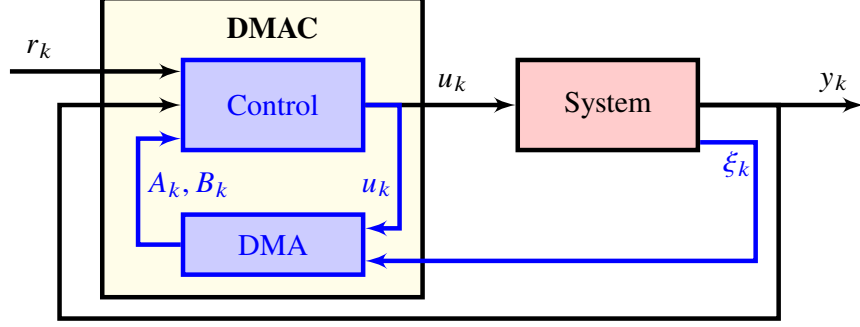 DMAC
r_k
u_k
y_k
Control
System
ξ_k
A_k, B_k
u_k
DMA